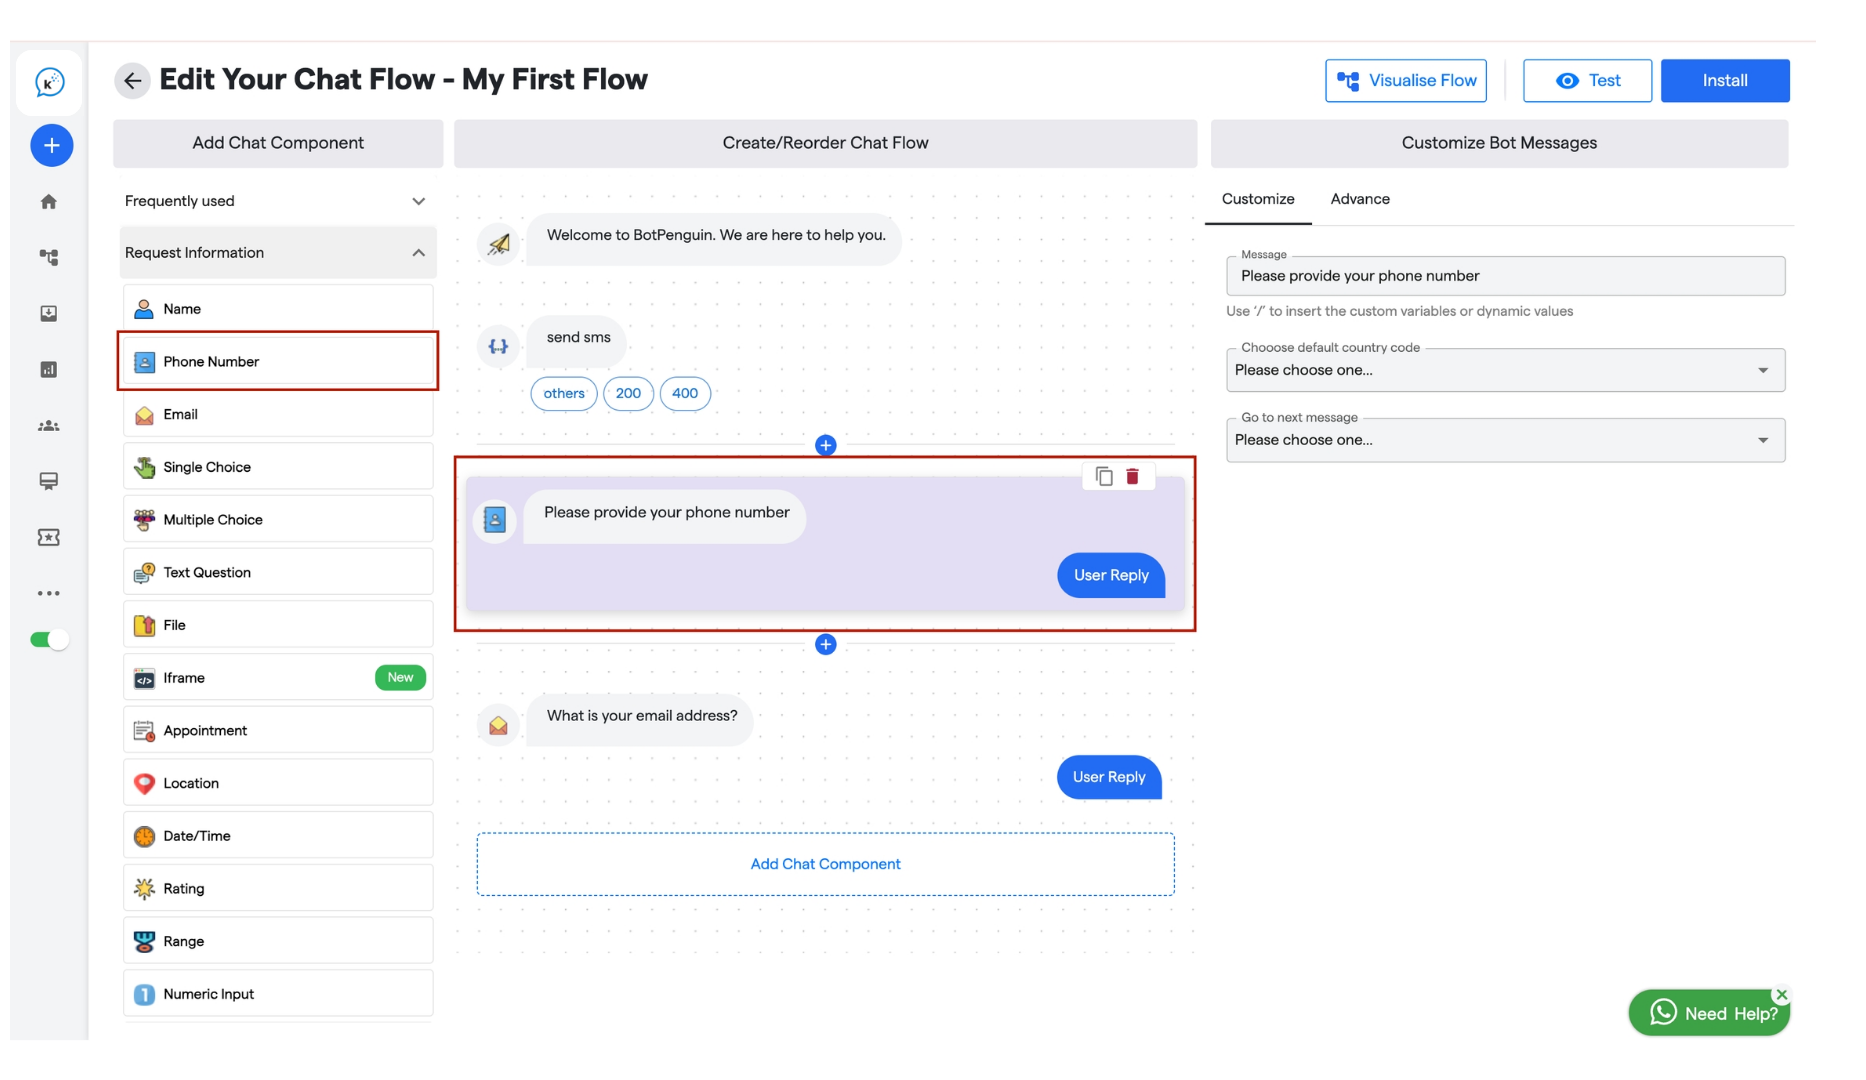 Edit Your Chat Flow - My First Flow
Visualise Flow
Test
Install
Add Chat Component
Create/Reorder Chat Flow
Customize Bot Messages
Frequently used
Request Information
Name
Phone Number
Email
Single Choice
Multiple Choice
Text Question
File
Iframe
New
Appointment
Location
Date/Time
Rating
Range
Numeric Input
Welcome to BotPenguin. We are here to help you.
send sms
others
200
400
Please provide your phone number
User Reply
What is your email address?
User Reply
Add Chat Component
Customize
Advance
Message
Please provide your phone number
Use '/' to insert the custom variables or dynamic values
Chooose default country code
Please choose one...
Go to next message
Please choose one...
Need Help?